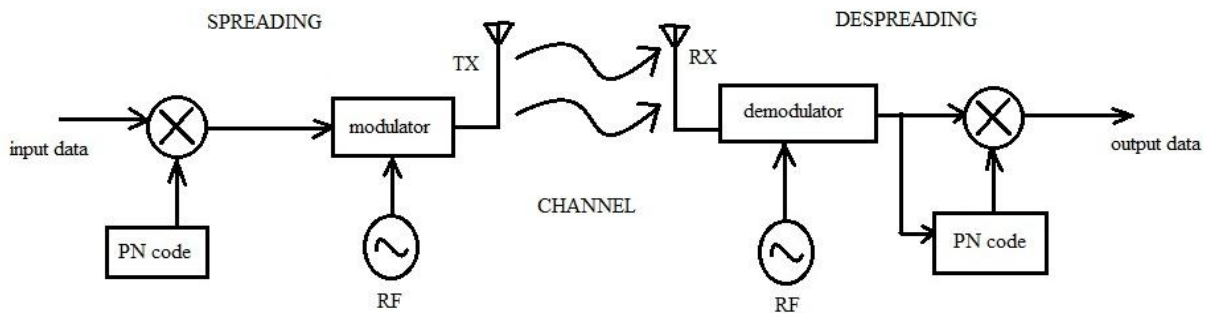 SPREADING
DESPREADING
TX
RX
input data
modulator
demodulator
output data
CHANNEL
PN code
PN code
RF
RF